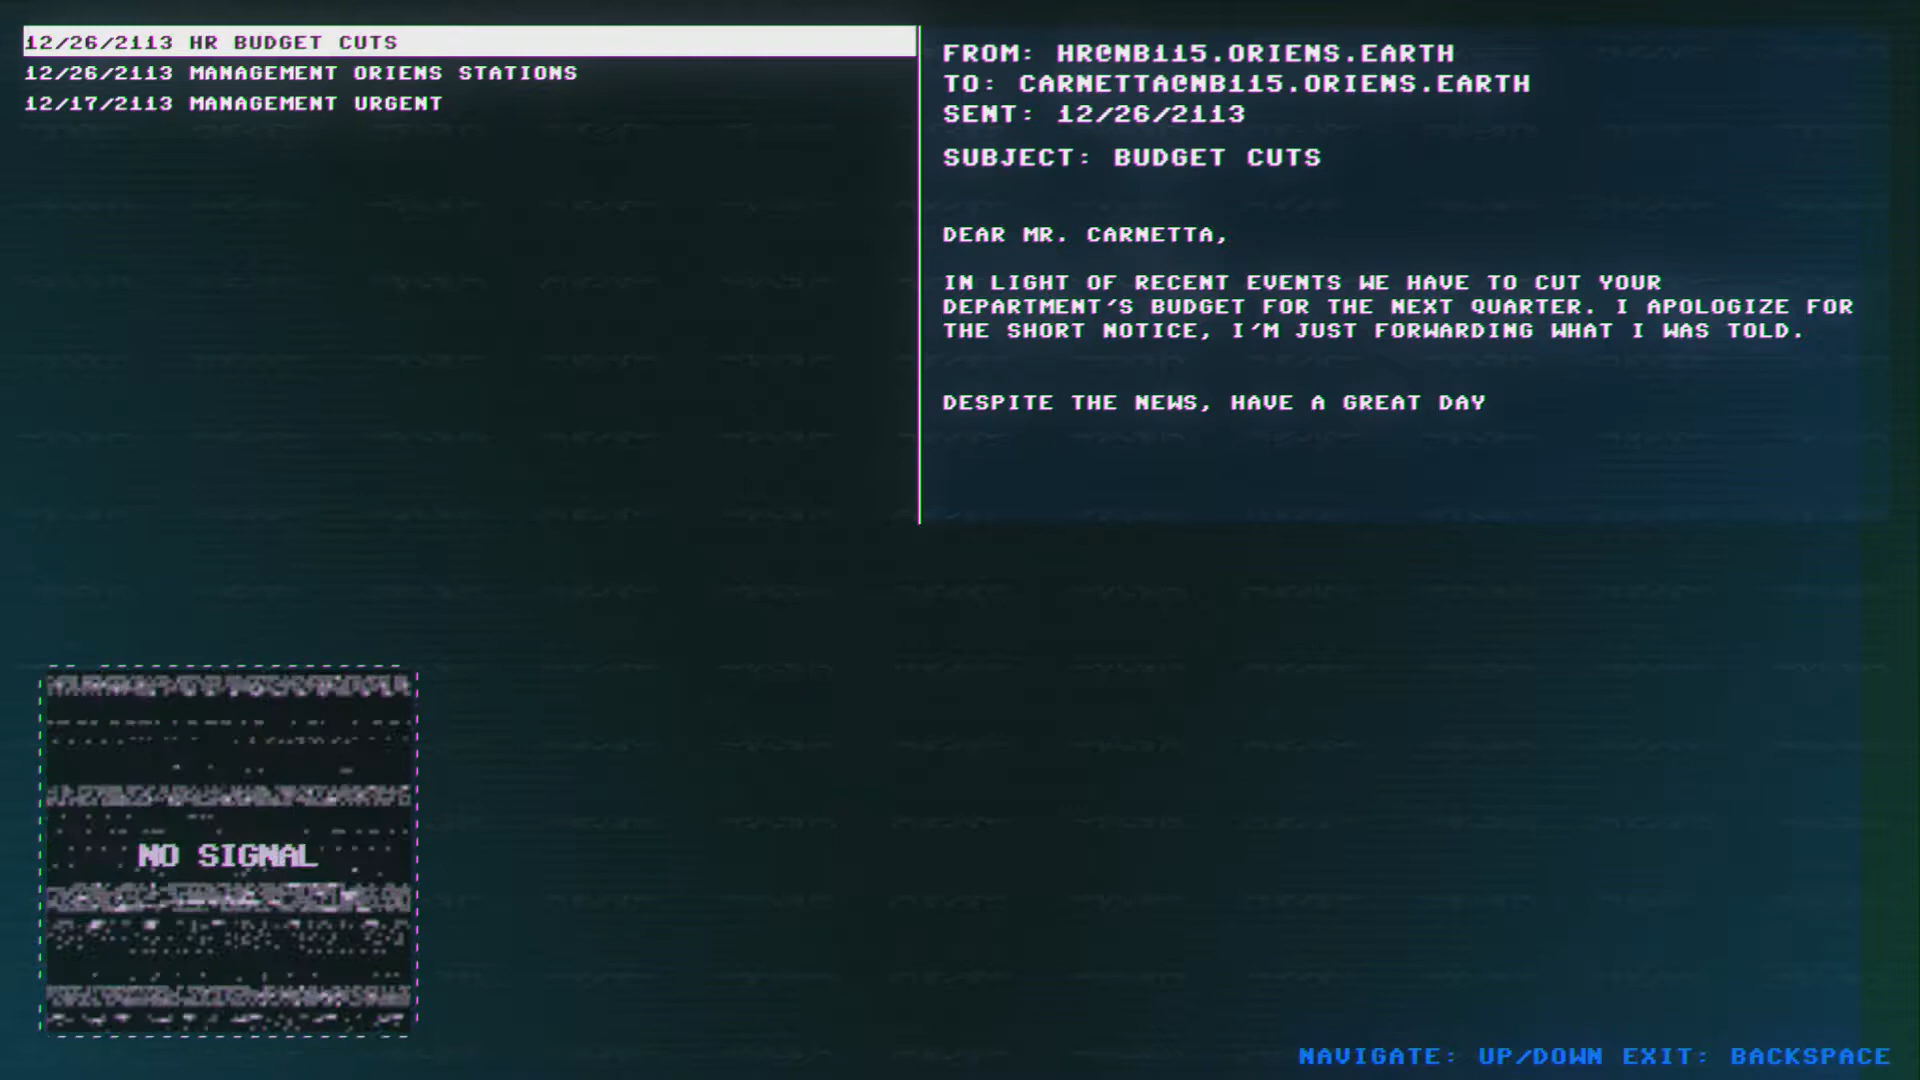 12/26/2113 HR BUDGET CUTS
12/26/2113 MANAGEMENT ORIENS STATIONS
12/17/2113 MANAGEMENT URGENT
FROM: HR@NB115.ORIENS.EARTH
TO: CARNETTA@NB115.ORIENS.EARTH
SENT: 12/26/2113
SUBJECT: BUDGET CUTS
DEAR MR. CARNETTA,
IN LIGHT OF RECENT EVENTS WE HAVE TO CUT YOUR
DEPARTMENT'S BUDGET FOR THE NEXT QUARTER. I APOLOGIZE FOR
THE SHORT NOTICE, I'M JUST FORWARDING WHAT I WAS TOLD.
DESPITE THE NEWS, HAVE A GREAT DAY
NO SIGNAL
NAVIGATE: UP/DOWN EXIT: BACKSPACE